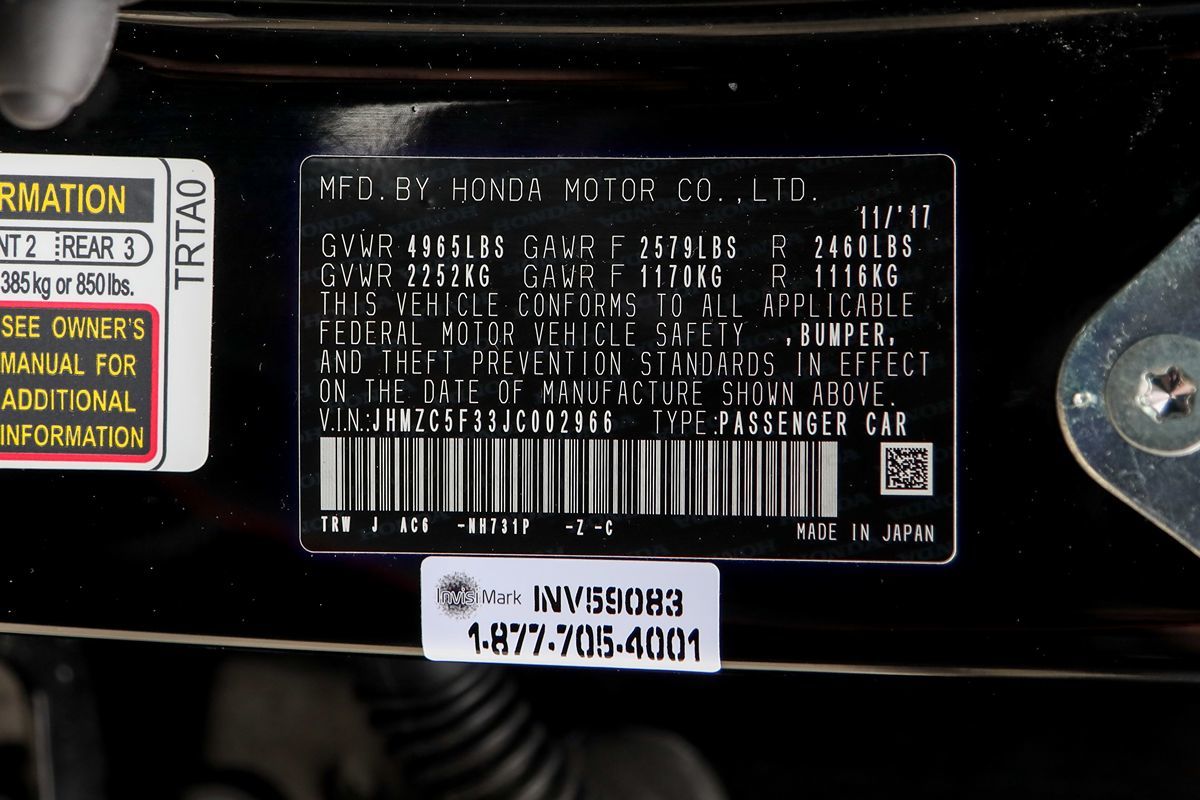 RMATION
NT 2 REAR 3
385 kg or 850 lbs.
SEE OWNER'S
MANUAL FOR
ADDITIONAL
INFORMATION
TRTA0
MFD. BY HONDA MOTOR CO., LTD.
11/'17
GVWR 4965LBS GAWR F 2579LBS R 2460LBS
GVWR 2252KG GAWR F 1170KG R 1116KG
THIS VEHICLE CONFORMS TO ALL APPLICABLE
FEDERAL MOTOR VEHICLE SAFETY ,BUMPER,
AND THEFT PREVENTION STANDARDS IN EFFECT
ON THE DATE OF MANUFACTURE SHOWN ABOVE.
V.I.N.:JHMZC5F33JC002966 TYPE:PASSENGER CAR
TRW J AC6 -NH731P -Z -C
MADE IN JAPAN
InvisiMark INV59083
1-877-705-4001